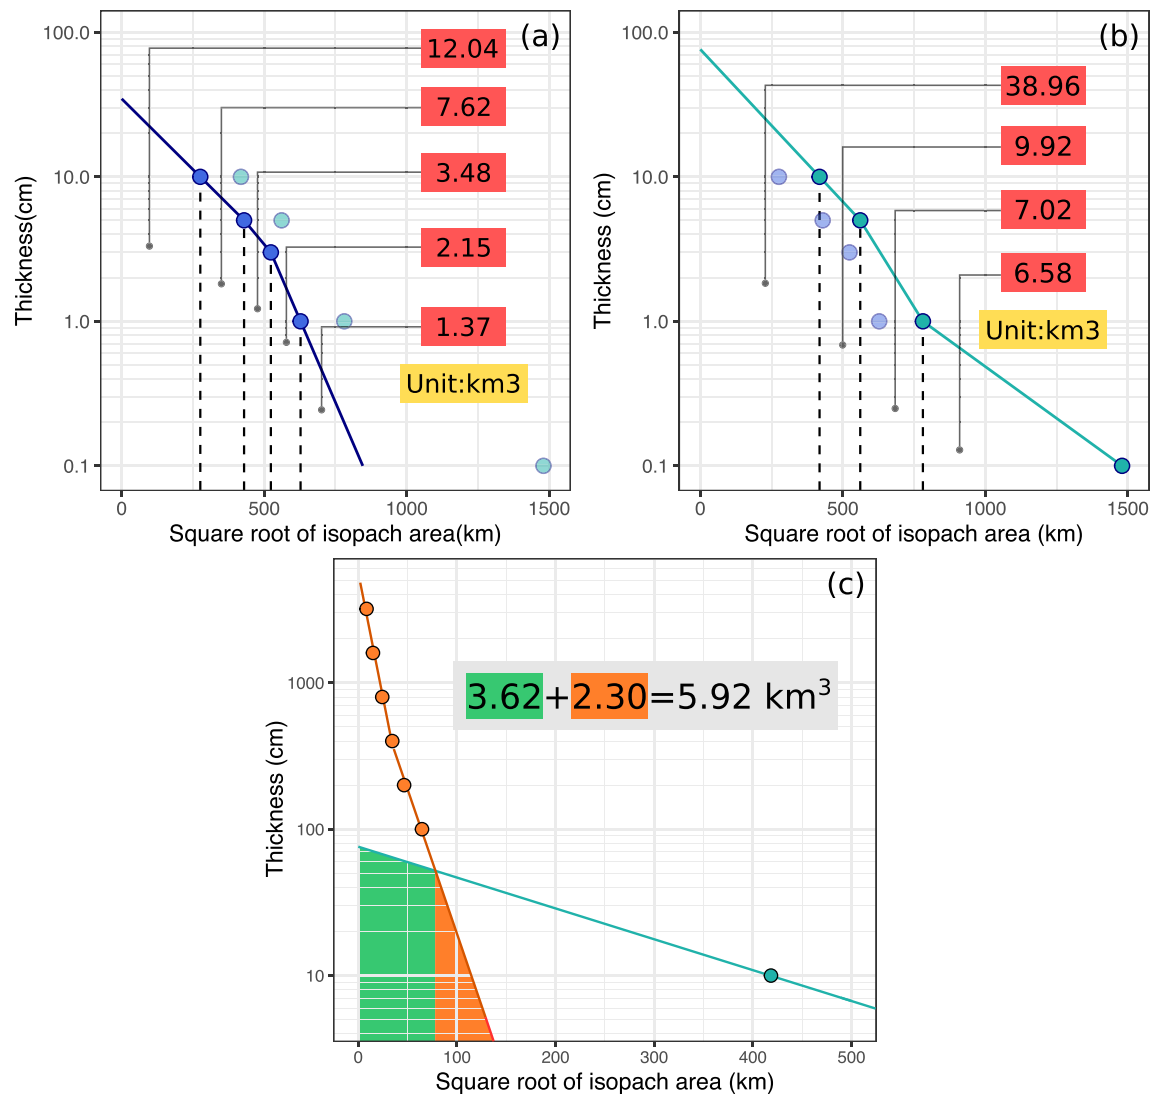 (a)
100.0
10.0
1.0
0.1
Thickness(cm)
12.04
7.62
3.48
2.15
1.37
Unit:km3
0 500 1000 1500
Square root of isopach area(km)
(b)
100.0
10.0
1.0
0.1
Thickness (cm)
38.96
9.92
7.02
6.58
Unit:km3
0 500 1000 1500
Square root of isopach area (km)
(c)
1000
100
10
Thickness (cm)
3.62+2.30=5.92 km³
0 100 200 300 400 500
Square root of isopach area (km)